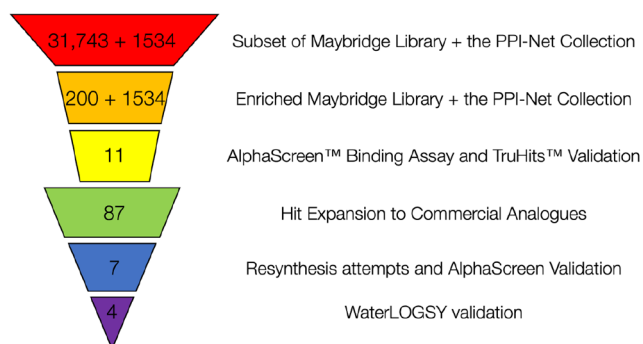 31,743 + 1534 Subset of Maybridge Library + the PPI-Net Collection
200 + 1534 Enriched Maybridge Library + the PPI-Net Collection
11 AlphaScreen™ Binding Assay and TruHits™ Validation
87 Hit Expansion to Commercial Analogues
7 Resynthesis attempts and AlphaScreen Validation
4 WaterLOGSY validation